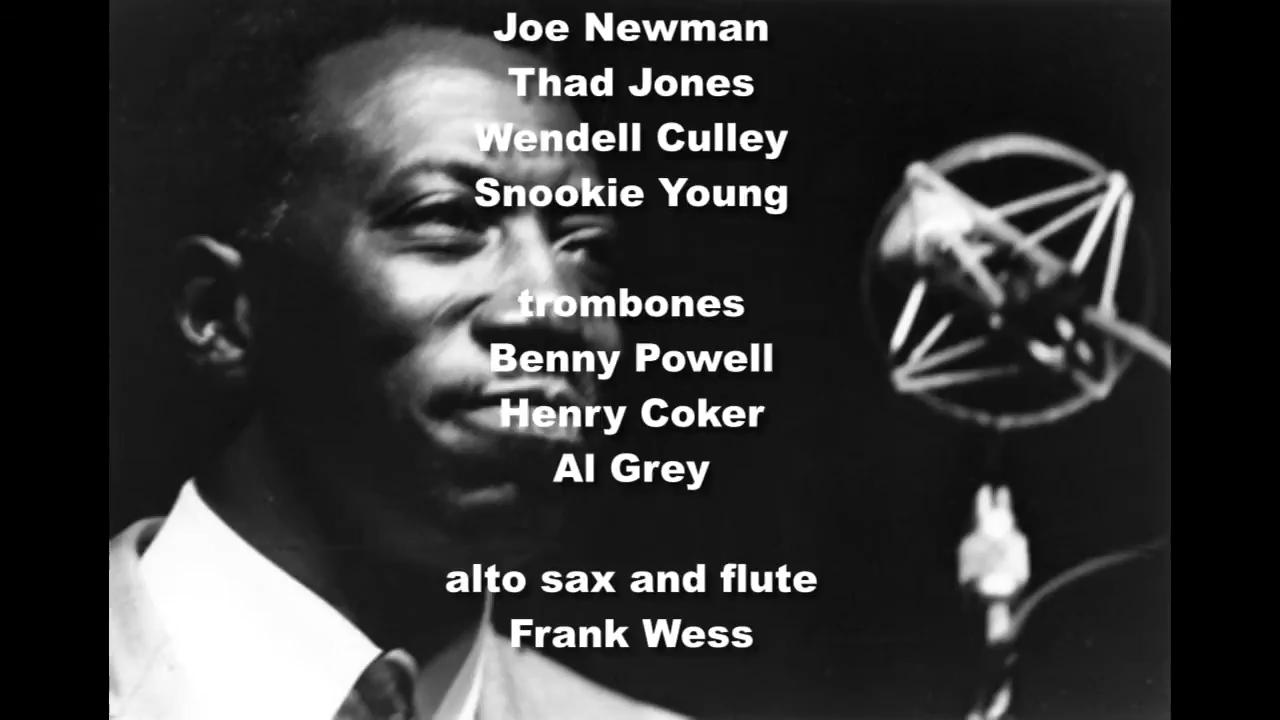 Joe Newman
Thad Jones
Wendell Culley
Snookie Young
trombones
Benny Powell
Henry Coker
Al Grey
alto sax and flute
Frank Wess